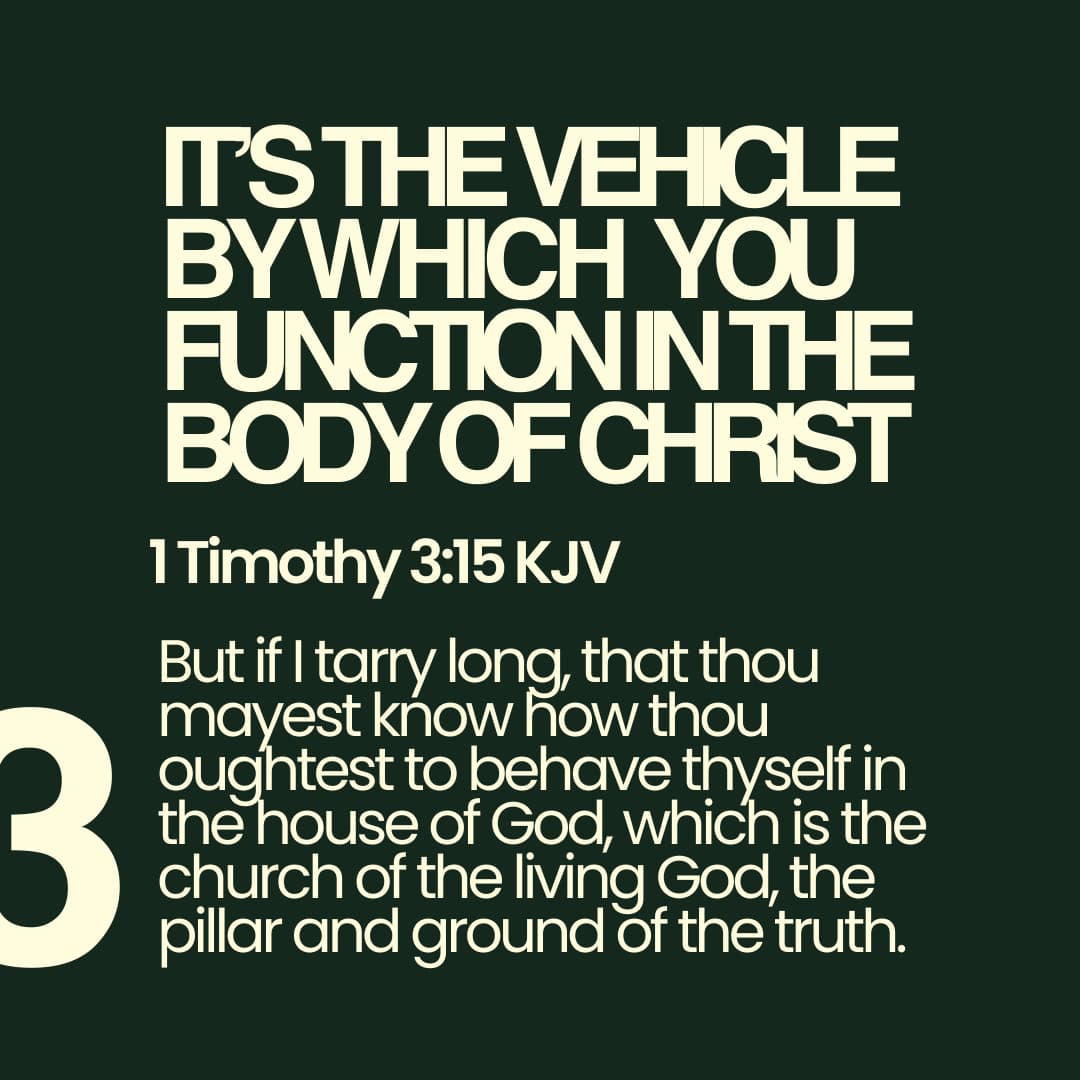 IT'S THE VEHICLE
BY WHICH YOU
FUNCTION IN THE
BODY OF CHRIST
1 Timothy 3:15 KJV
But if I tarry long, that thou
mayest know how thou
oughtest to behave thyself in
the house of God, which is the
church of the living God, the
pillar and ground of the truth.
3